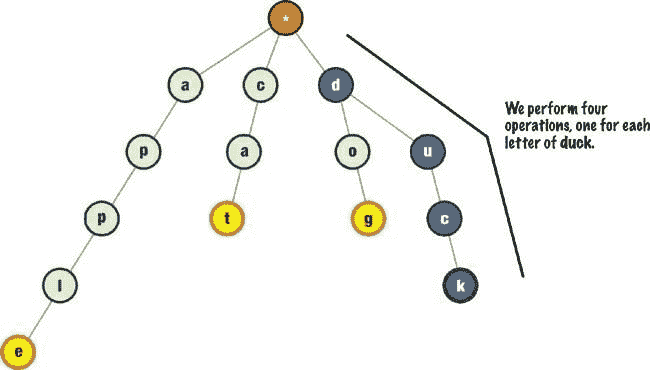 *
a c d
p a o u
p t g c
l k
e
We perform four
operations, one for each
letter of duck.